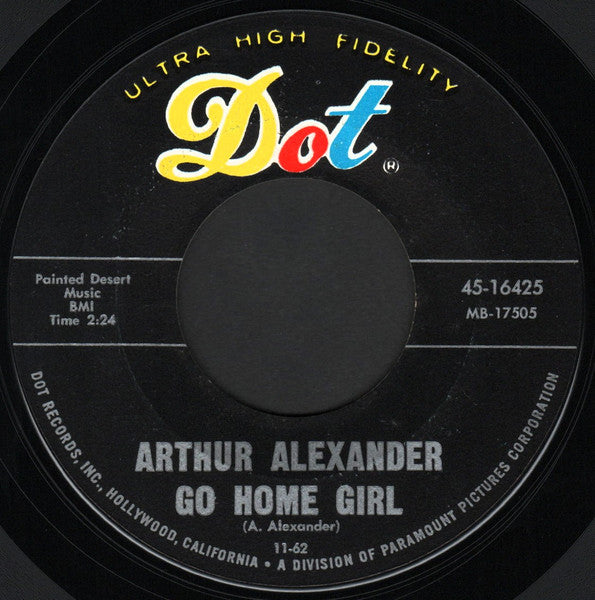 ULTRA HIGH FIDELITY
Dot
®
Painted Desert
Music
BMI
Time 2:24
45-16425
MB-17505
ARTHUR ALEXANDER
GO HOME GIRL
(A. Alexander)
11-62
DOT RECORDS, INC., HOLLYWOOD, CALIFORNIA • A DIVISION OF PARAMOUNT PICTURES CORPORATION